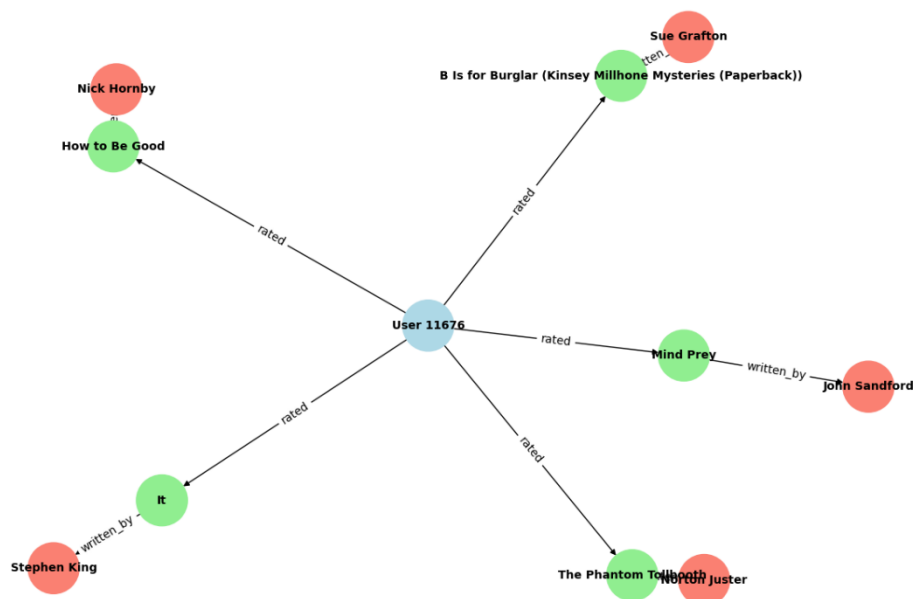 Sue Grafton
itten_
B Is for Burglar (Kinsey Millhone Mysteries (Paperback))
Nick Hornby
How to Be Good
rated
rated
User 11676
rated
Mind Prey
written_by
John Sandford
rated
rated
It
written_by
Stephen King
The Phantom Tollbooth
Norton Juster